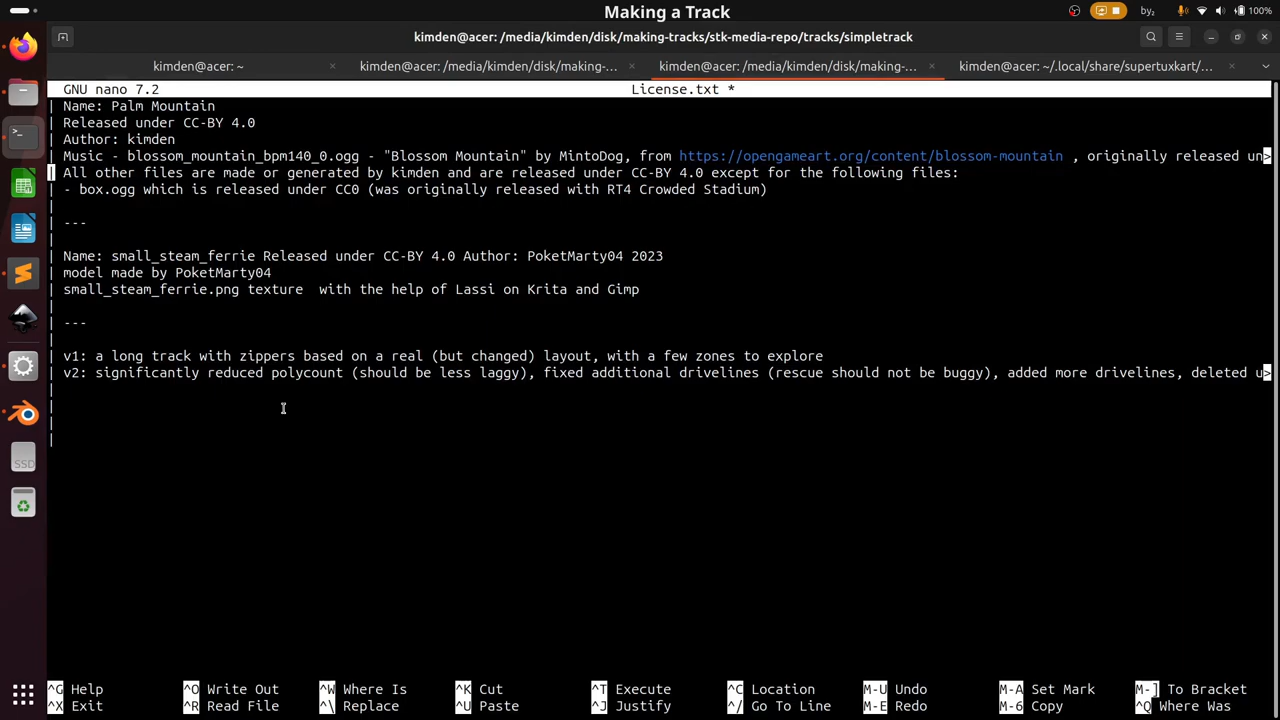 Making a Track
by₂
100%
kimden@acer: /media/kimden/disk/making-tracks/stk-media-repo/tracks/simpletrack
kimden@acer: ~
kimden@acer: /media/kimden/disk/making-...
kimden@acer: /media/kimden/disk/making-...
kimden@acer: ~/.local/share/supertuxkart/...
GNU nano 7.2 License.txt *
| Name: Palm Mountain
| Released under CC-BY 4.0
| Author: kimden
| Music - blossom_mountain_bpm140_0.ogg - "Blossom Mountain" by MintoDog, from https://opengameart.org/content/blossom-mountain , originally released un>
| All other files are made or generated by kimden and are released under CC-BY 4.0 except for the following files:
| - box.ogg which is released under CC0 (was originally released with RT4 Crowded Stadium)
|
| ---
|
| Name: small_steam_ferrie Released under CC-BY 4.0 Author: PoketMarty04 2023
| model made by PoketMarty04
| small_steam_ferrie.png texture  with the help of Lassi on Krita and Gimp
|
| ---
|
| v1: a long track with zippers based on a real (but changed) layout, with a few zones to explore
| v2: significantly reduced polycount (should be less laggy), fixed additional drivelines (rescue should not be buggy), added more drivelines, deleted u>
|
|
|
|
SSD
^G Help ^O Write Out ^W Where Is ^K Cut ^T Execute ^C Location M-U Undo M-A Set Mark M-] To Bracket
^X Exit ^R Read File ^\ Replace ^U Paste ^J Justify ^/ Go To Line M-E Redo M-6 Copy ^Q Where Was